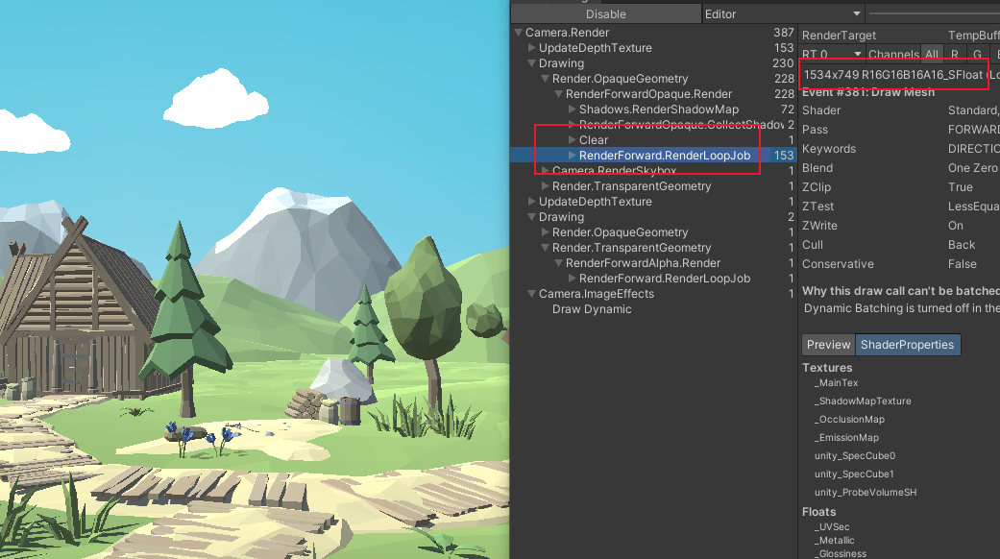 Disable
Editor
Camera.Render 387
UpdateDepthTexture 153
Drawing 230
Render.OpaqueGeometry 228
RenderForwardOpaque.Render 228
Shadows.RenderShadowMap 72
RenderForwardOpaque.CollectShadov 2
Clear 1
RenderForward.RenderLoopJob 153
Camera.RenderSkybox 1
Render.TransparentGeometry 1
UpdateDepthTexture 1
Drawing 2
Render.OpaqueGeometry 1
Render.TransparentGeometry 1
RenderForwardAlpha.Render 1
RenderForward.RenderLoopJob 1
Camera.ImageEffects 1
Draw Dynamic
RenderTarget TempBuff
RT 0 Channels All R G
1534x749 R16G16B16A16_SFloat (Lo
Event #381: Draw Mesh
Shader Standard,
Pass FORWARD
Keywords DIRECTIO
Blend One Zero
ZClip True
ZTest LessEqua
ZWrite On
Cull Back
Conservative False
Why this draw call can't be batched
Dynamic Batching is turned off in the
Preview ShaderProperties
Textures
_MainTex
_ShadowMapTexture
_OcclusionMap
_EmissionMap
unity_SpecCube0
unity_SpecCube1
unity_ProbeVolumeSH
Floats
_UVSec
_Metallic
_Glossiness